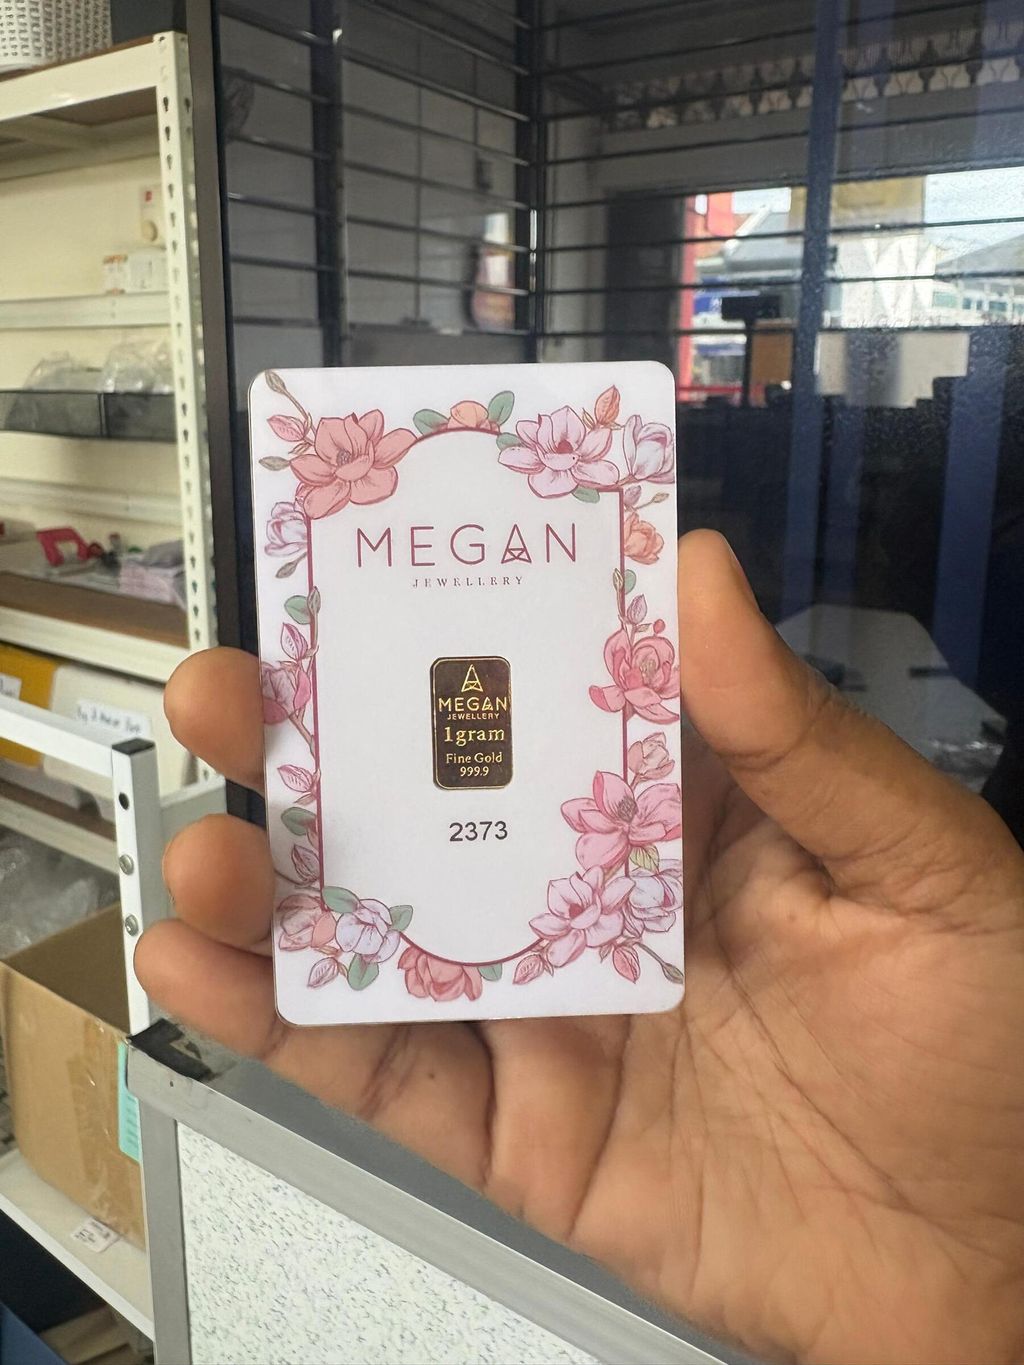 MEGAN
JEWELLERY
MEGAN
JEWELLERY
1gram
Fine Gold
999.9
2373